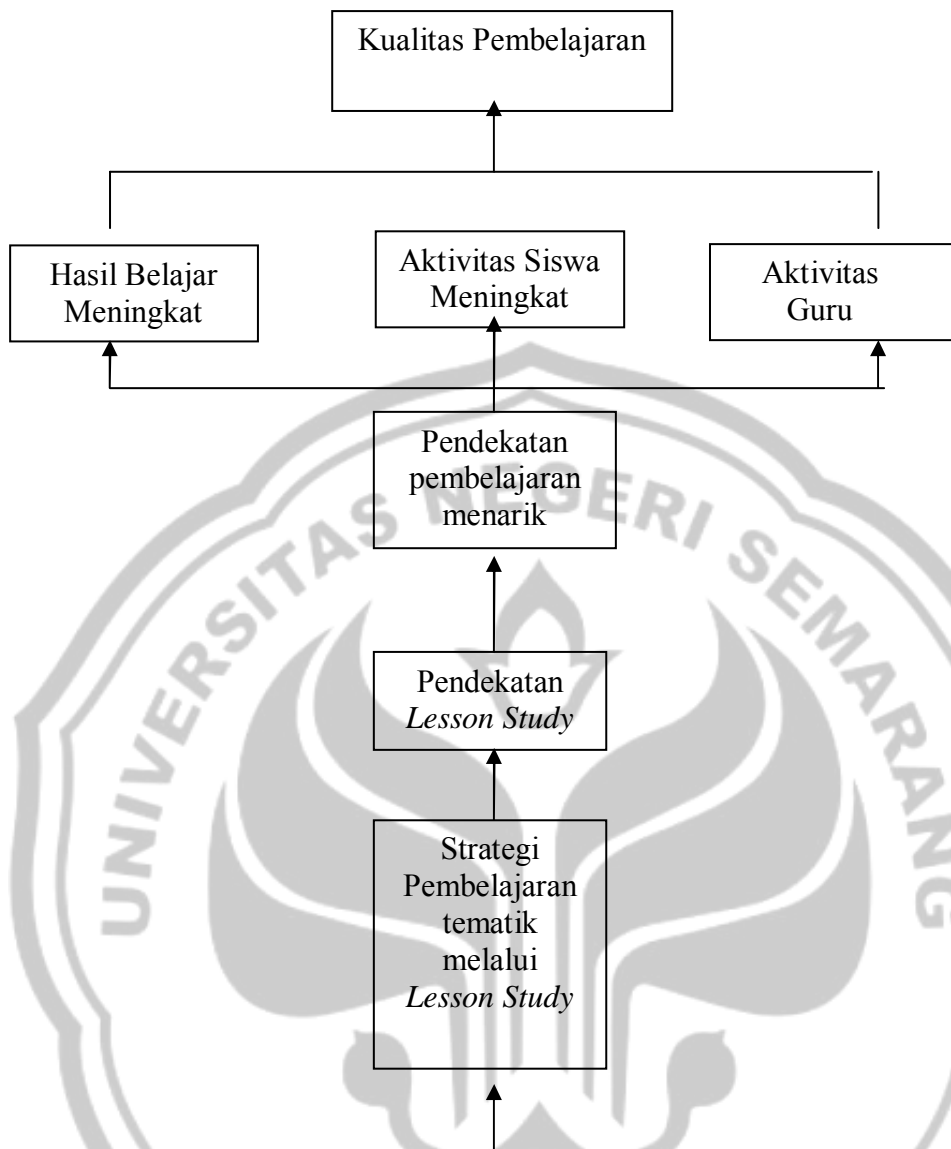 Kualitas Pembelajaran
Hasil Belajar
Meningkat
Aktivitas Siswa
Meningkat
Aktivitas
Guru
Pendekatan
pembelajaran
menarik
UNIVERSITAS NEGERI SEMARANG
Pendekatan
Lesson Study
Strategi
Pembelajaran
tematik
melalui
Lesson Study